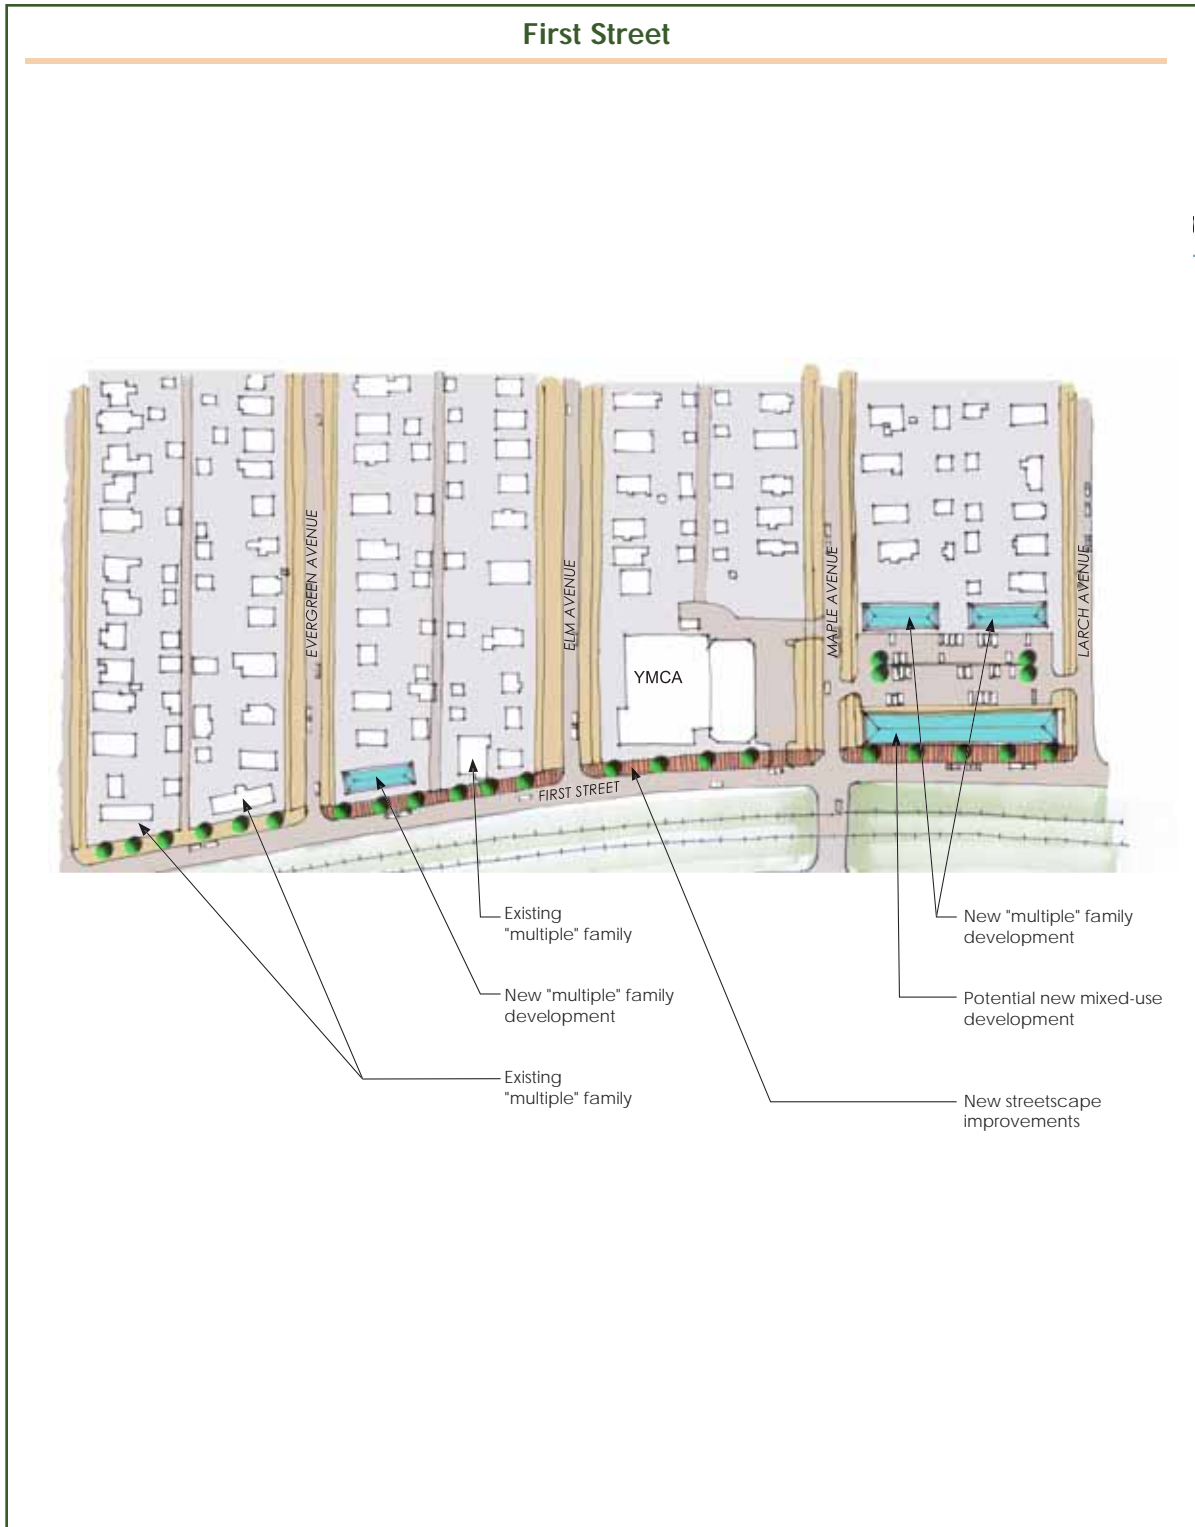 First Street
EVERGREEN AVENUE
ELM AVENUE
MAPLE AVENUE
LARCH AVENUE
YMCA
FIRST STREET
Existing
"multiple" family
New "multiple" family
development
Existing
"multiple" family
New "multiple" family
development
Potential new mixed-use
development
New streetscape
improvements